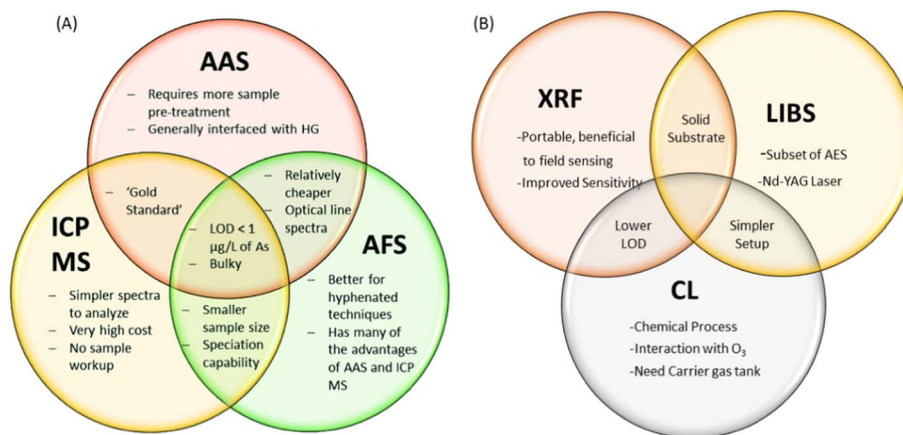 (A)
AAS
– Requires more sample
pre-treatment
– Generally interfaced with HG
– 'Gold
Standard'
– Relatively
cheaper
– Optical line
spectra
– LOD < 1
µg/L of As
– Bulky
ICP
MS
– Simpler spectra
to analyze
– Very high cost
– No sample
workup
– Smaller
sample size
– Speciation
capability
AFS
– Better for
hyphenated
techniques
– Has many of
the advantages
of AAS and ICP
MS
(B)
XRF
-Portable, beneficial
to field sensing
-Improved Sensitivity
Solid
Substrate
LIBS
-Subset of AES
-Nd-YAG Laser
Lower
LOD
Simpler
Setup
CL
-Chemical Process
-Interaction with O₃
-Need Carrier gas tank